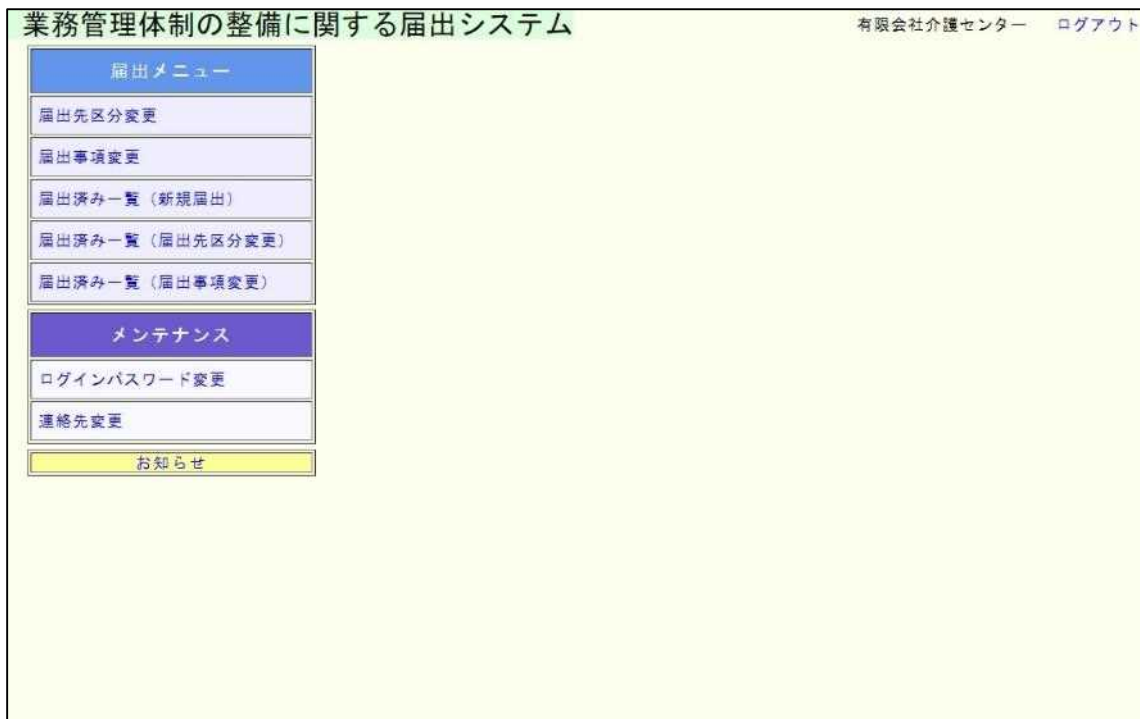 業務管理体制の整備に関する届出システム
有限会社介護センター ログアウト
届出メニュー
届出先区分変更
届出事項変更
届出済み一覧（新規届出）
届出済み一覧（届出先区分変更）
届出済み一覧（届出事項変更）
メンテナンス
ログインパスワード変更
連絡先変更
お知らせ